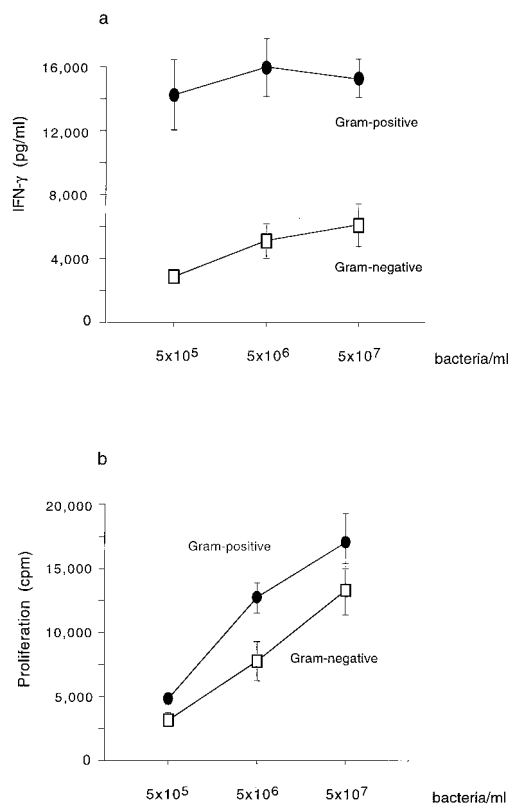 a
IFN-γ (pg/ml)
16,000
12,000
8,000
4,000
0
Gram-positive
Gram-negative
5x10⁵ 5x10⁶ 5x10⁷ bacteria/ml
b
Proliferation (cpm)
20,000
15,000
10,000
5,000
0
Gram-positive
Gram-negative
5x10⁵ 5x10⁶ 5x10⁷ bacteria/ml